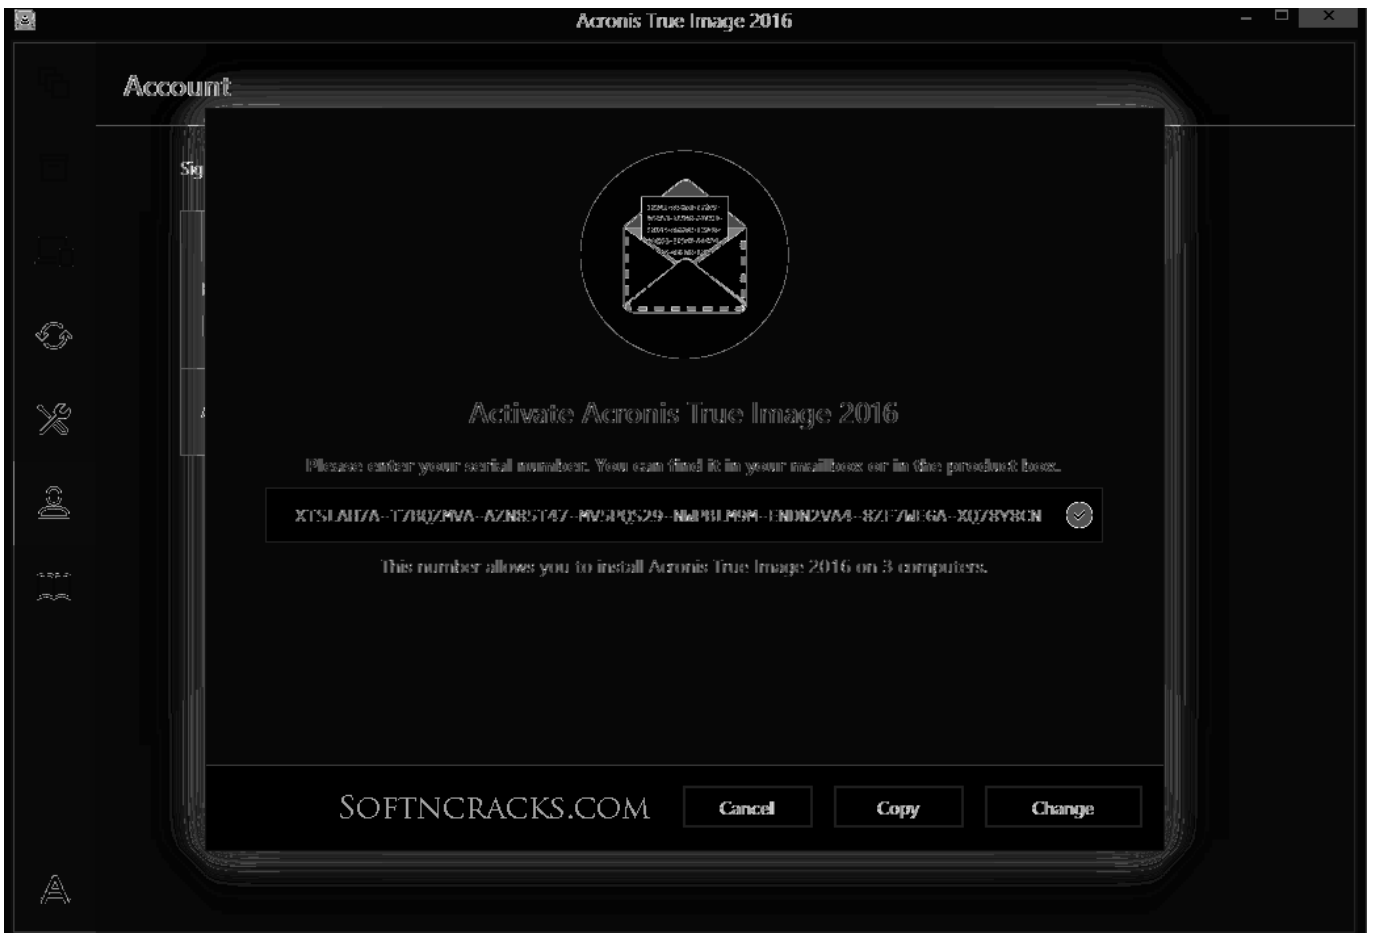 Acronis True Image 2016
Account
Sig
Activate Acronis True Image 2016
Please enter your serial number. You can find it in your mailbox or in the product box.
This number allows you to install Acronis True Image 2016 on 3 computers.
SOFTNCRACKS.COM
Cancel
Copy
Change